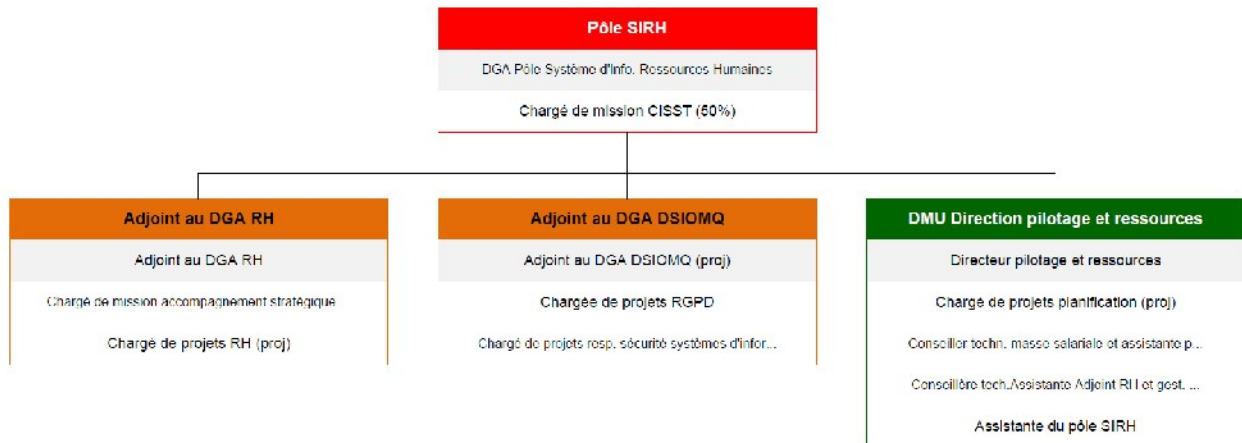 Pôle SIRH
DGA Pôle Système d'Info. Ressources Humaines
Chargé de mission CISST (50%)
Adjoint au DGA RH
Adjoint au DGA RH
Chargé de mission accompagnement stratégique
Chargé de projets RH (proj)
Adjoint au DGA DSIOMQ
Adjoint au DGA DSIOMQ (proj)
Chargée de projets RGPD
Chargé de projets resp. sécurité systèmes d'infor...
DMU Direction pilotage et ressources
Directeur pilotage et ressources
Chargé de projets planification (proj)
Conseiller techn. masse salariale et assistante p...
Conseillère tech.Assistante Adjoint RH et gest. ...
Assistante du pôle SIRH